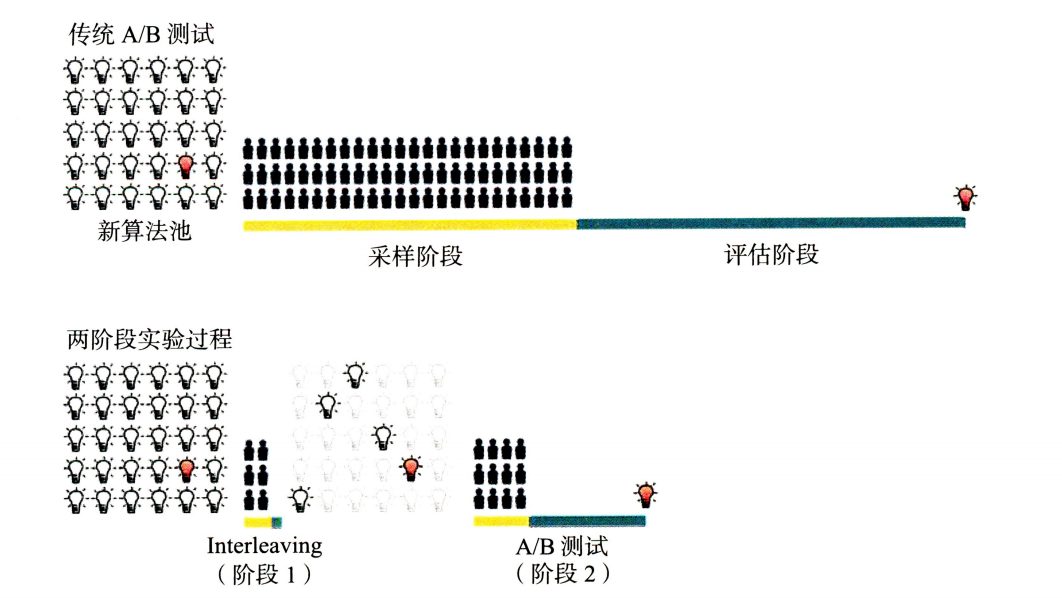 传统 A/B 测试
新算法池
采样阶段
评估阶段
两阶段实验过程
Interleaving
（阶段 1）
A/B 测试
（阶段 2）